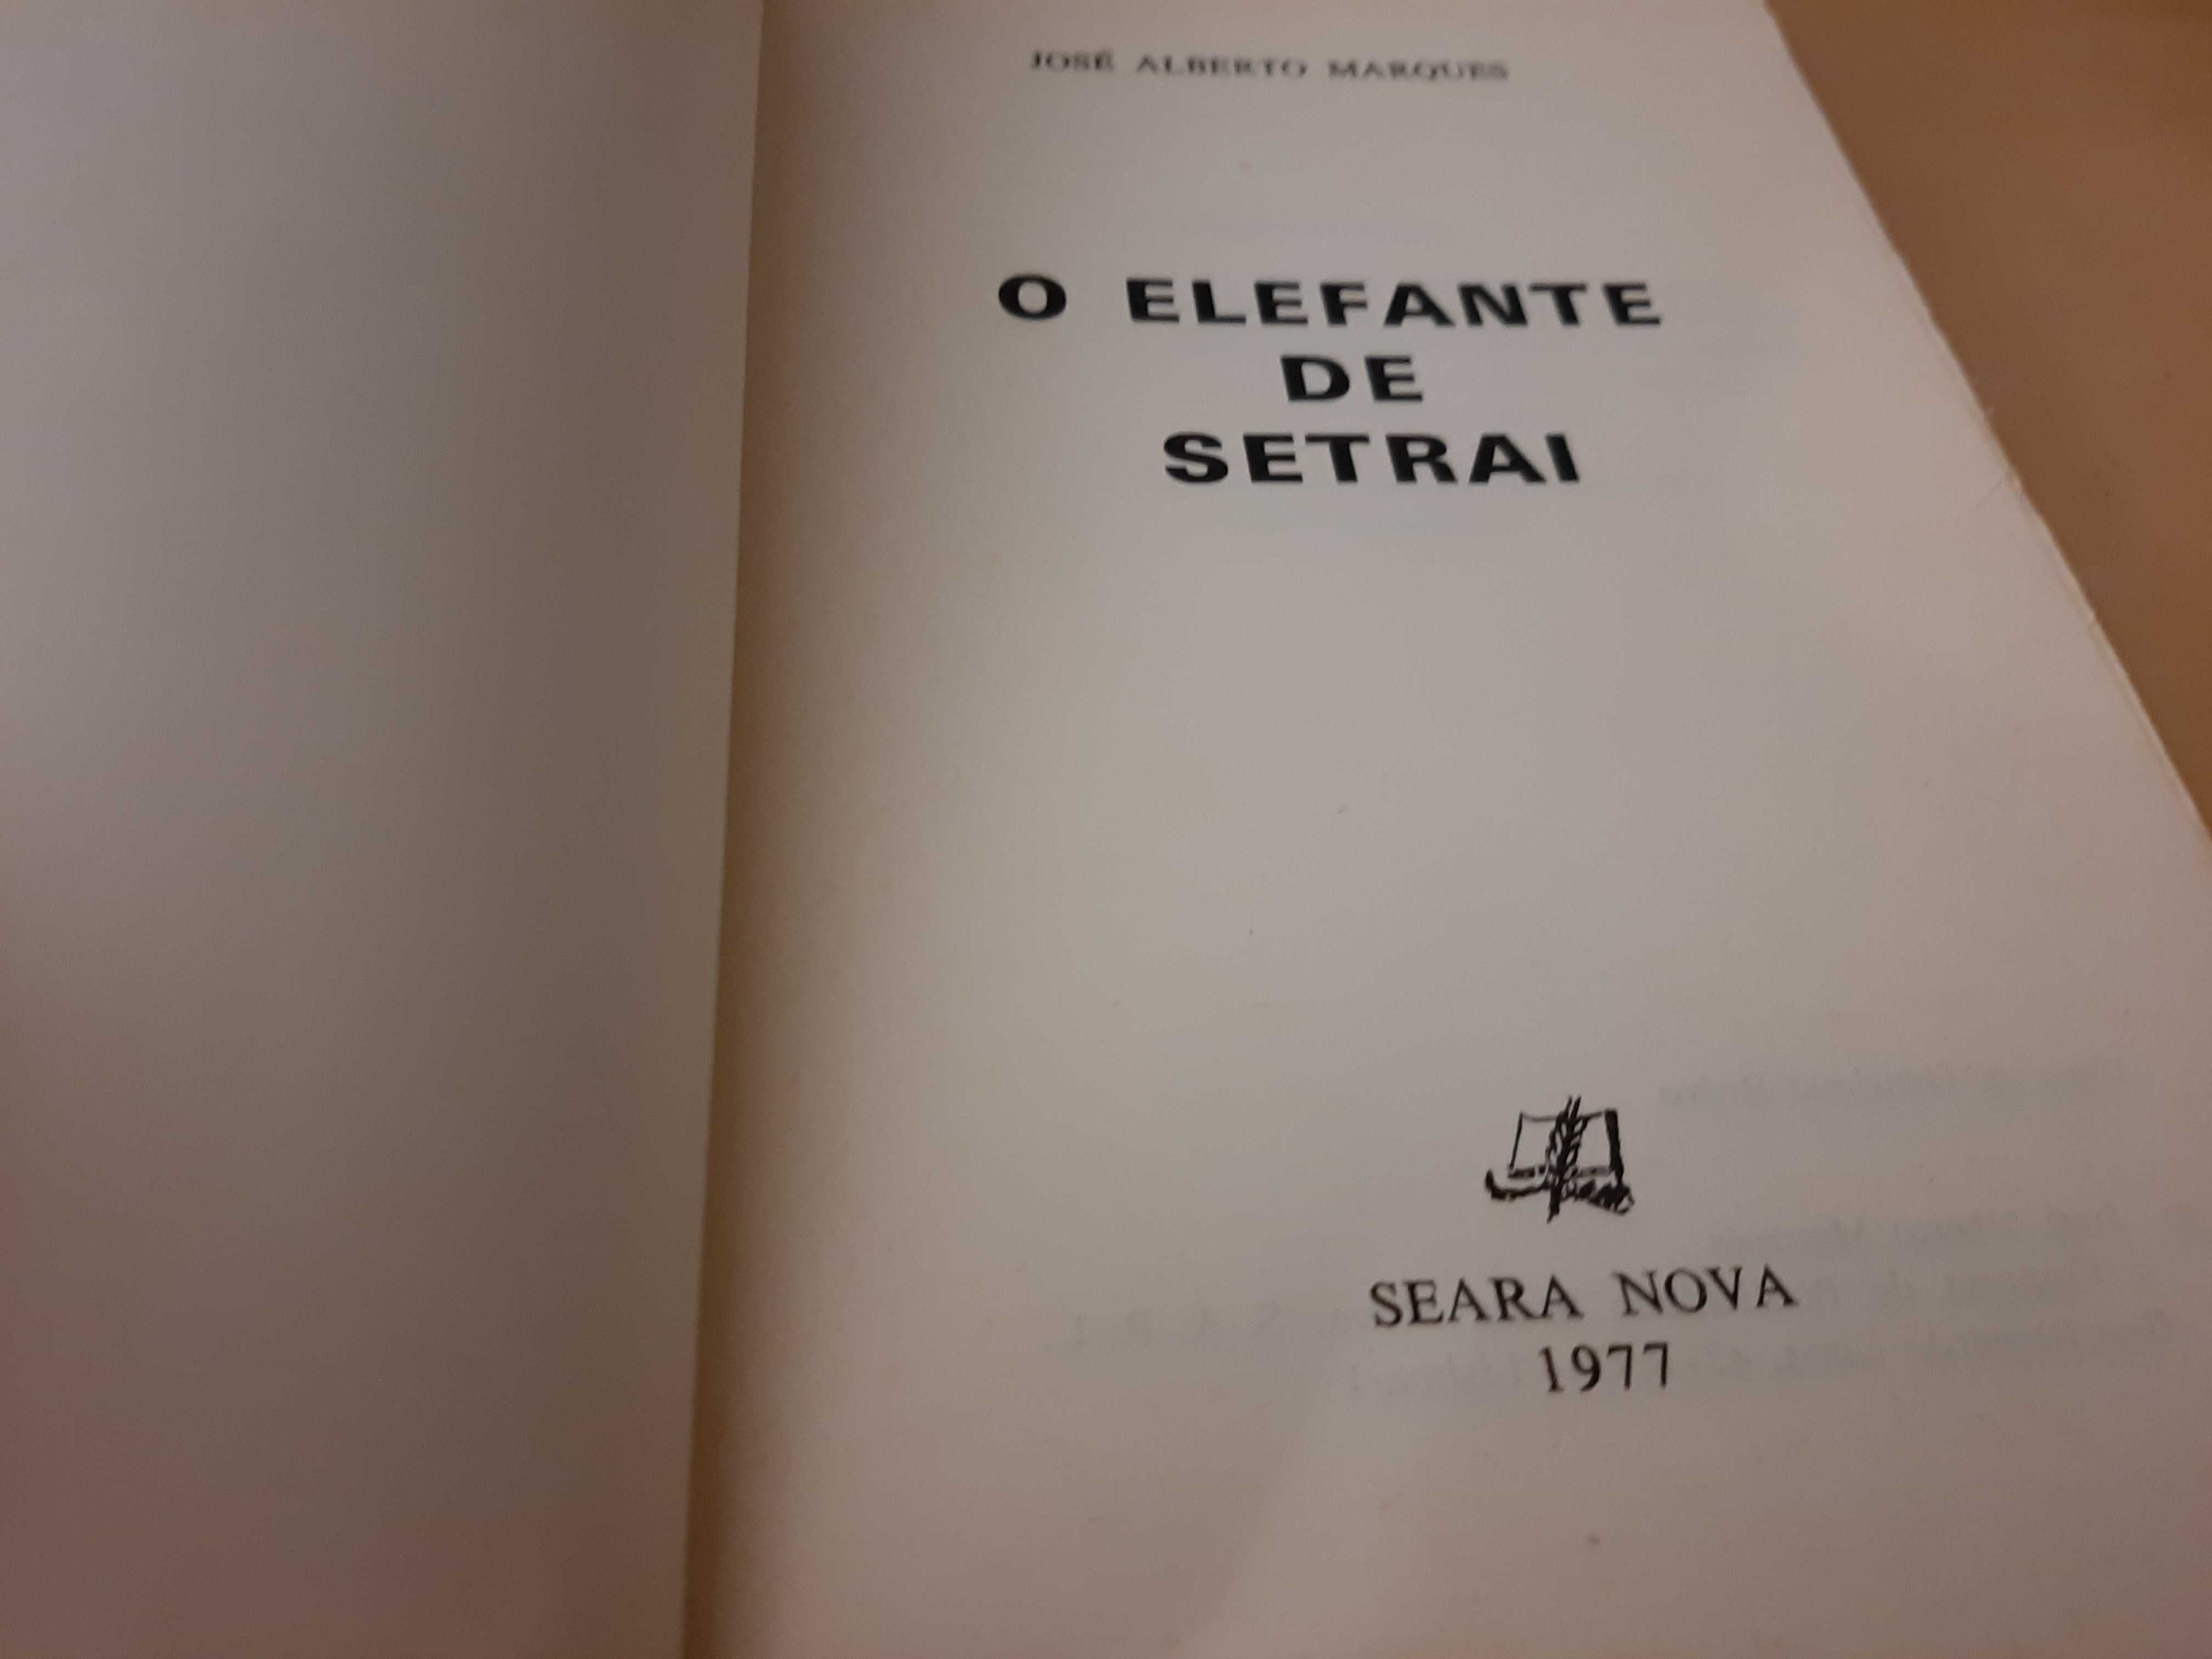 JOSÉ ALBERTO MARQUES
O ELEFANTE
DE
SETRAI
SEARA NOVA
1977